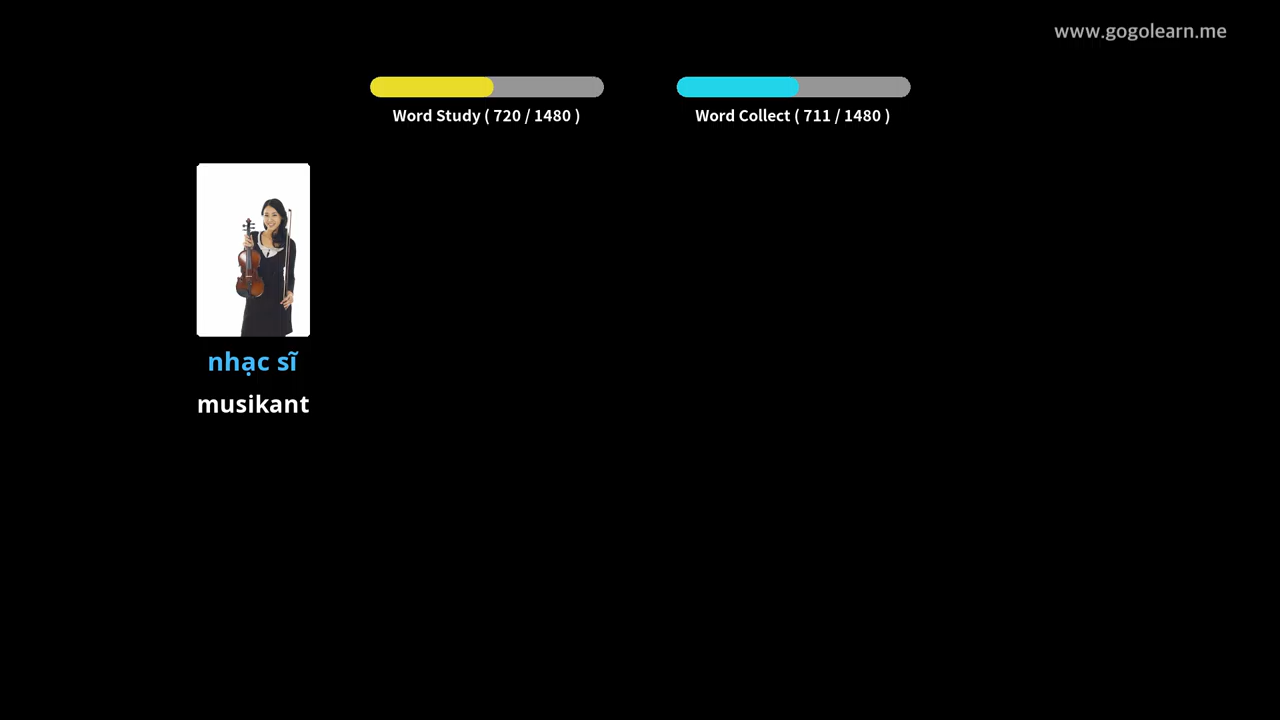 www.gogolearn.me
Word Study ( 720 / 1480 )
Word Collect ( 711 / 1480 )
nhạc sĩ
musikant